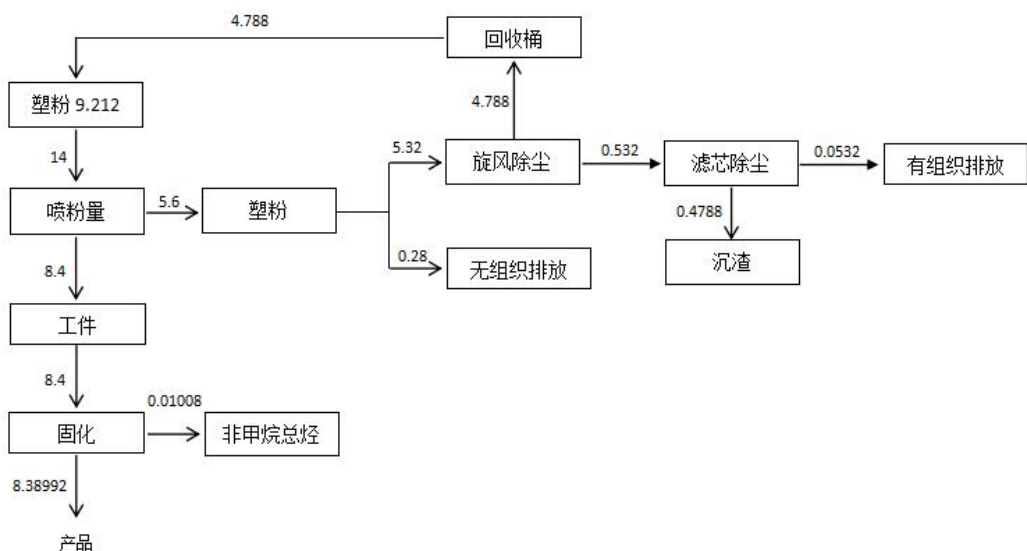 4.788
回收桶
塑粉 9.212
4.788
14
5.32
旋风除尘
0.532
滤芯除尘
0.0532
有组织排放
喷粉量
5.6
塑粉
0.4788
8.4
0.28
无组织排放
沉渣
工件
8.4
0.01008
固化
非甲烷总烃
8.38992
产品